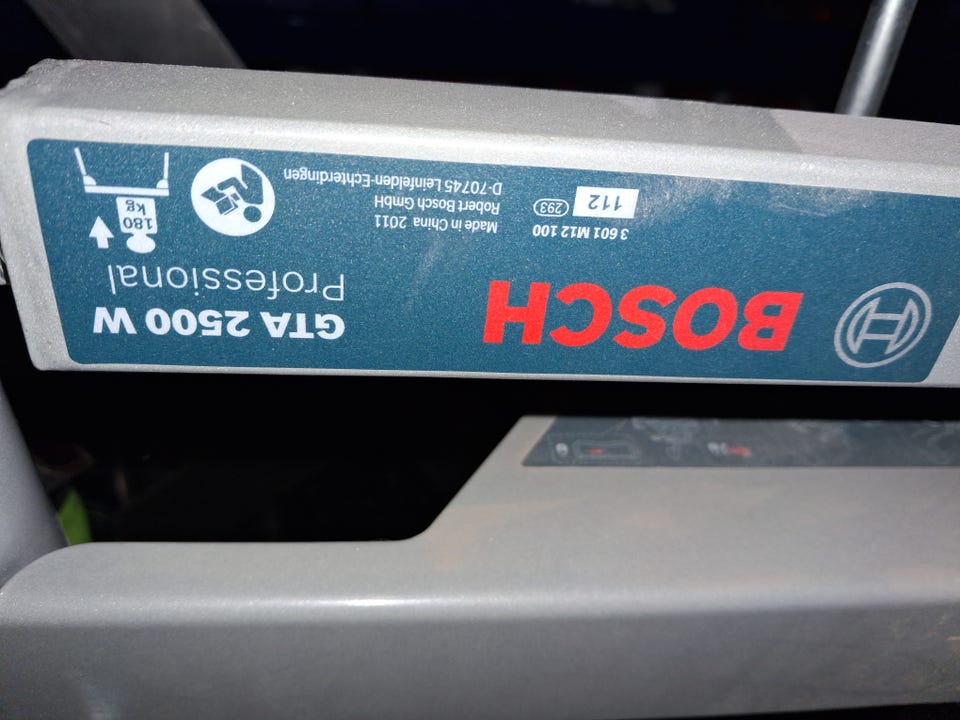 BOSCH
GTA 2500 W
Professional
3 601 M12 100
112
293
Made in China 2011
Robert Bosch GmbH
D-70745 Leinfelden-Echterdingen
180
kg